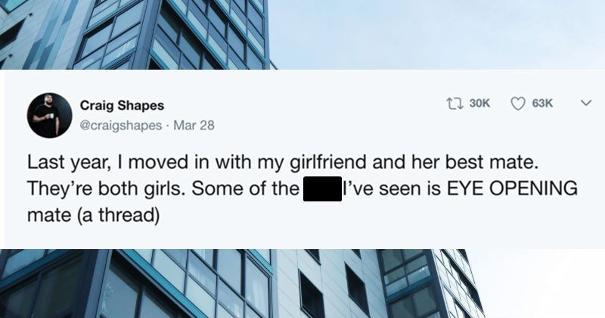 Craig Shapes
30K
63K
@craigshapes · Mar 28
Last year, I moved in with my girlfriend and her best mate.
They’re both girls. Some of the I’ve seen is EYE OPENING
mate (a thread)